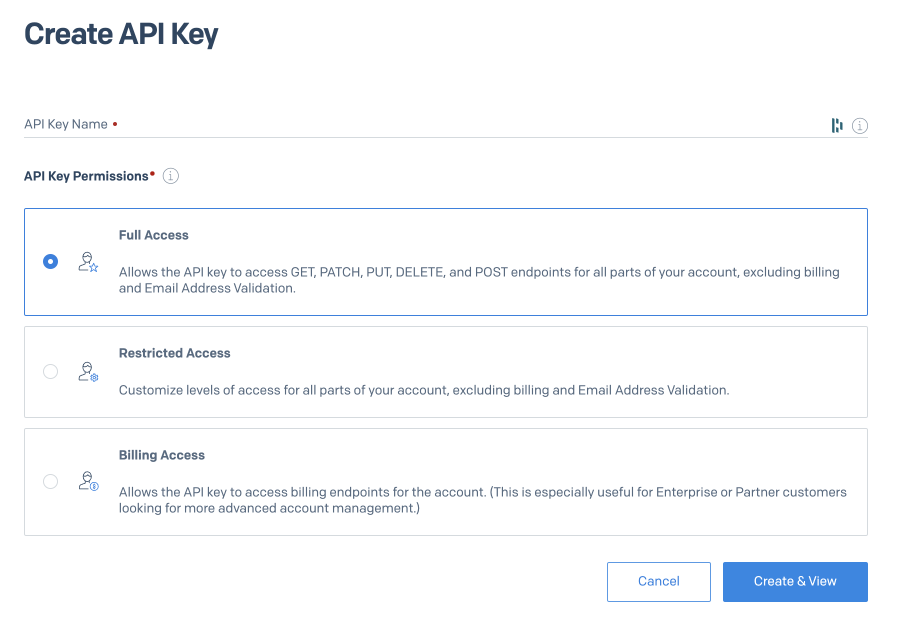 Create API Key
API Key Name
API Key Permissions
Full Access
Allows the API key to access GET, PATCH, PUT, DELETE, and POST endpoints for all parts of your account, excluding billing
and Email Address Validation.
Restricted Access
Customize levels of access for all parts of your account, excluding billing and Email Address Validation.
Billing Access
Allows the API key to access billing endpoints for the account. (This is especially useful for Enterprise or Partner customers
looking for more advanced account management.)
Cancel
Create & View